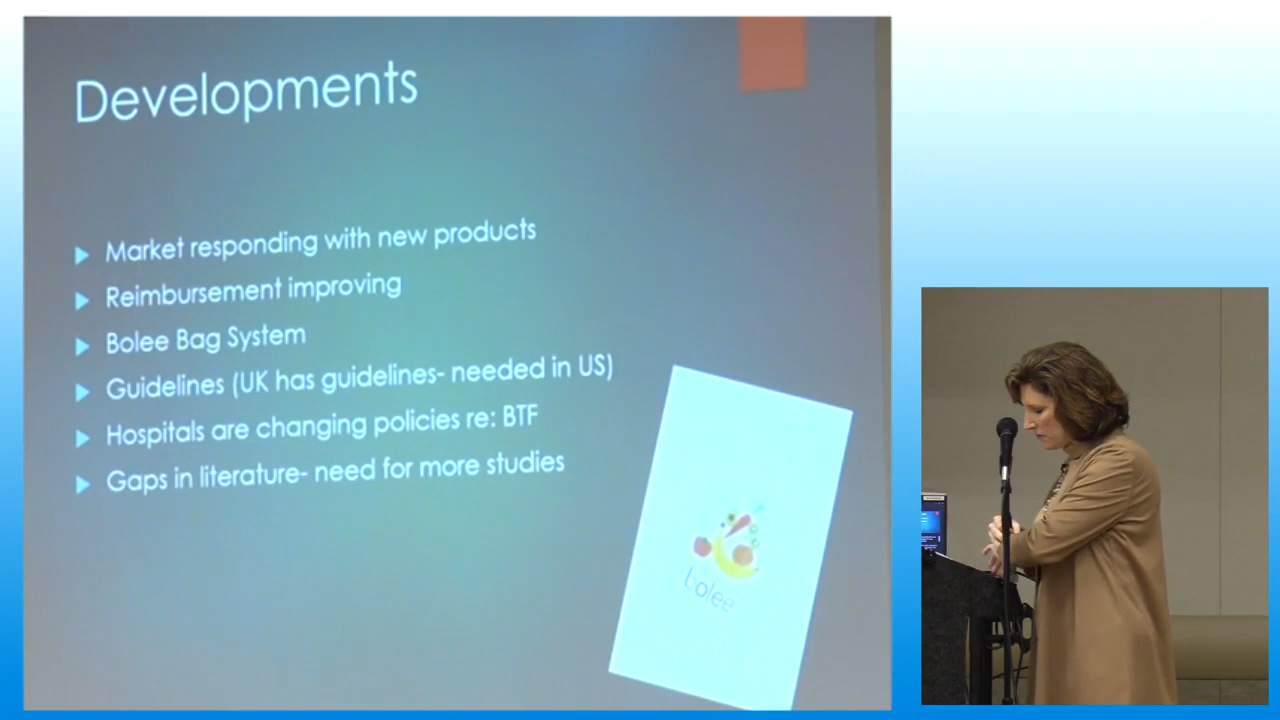 Developments
Market responding with new products
Reimbursement improving
Bolee Bag System
Guidelines (UK has guidelines- needed in US)
Hospitals are changing policies re: BTF
Gaps in literature- need for more studies
bolee